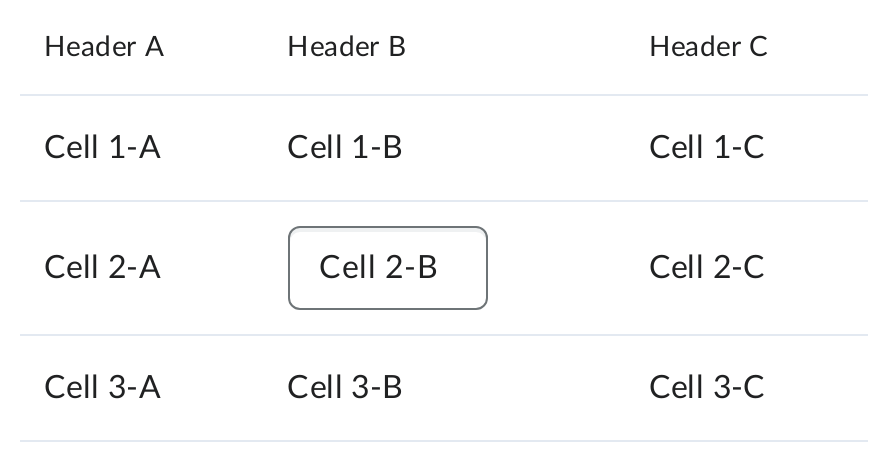 Header A Header B Header C
Cell 1-A Cell 1-B Cell 1-C
Cell 2-A Cell 2-B Cell 2-C
Cell 3-A Cell 3-B Cell 3-C